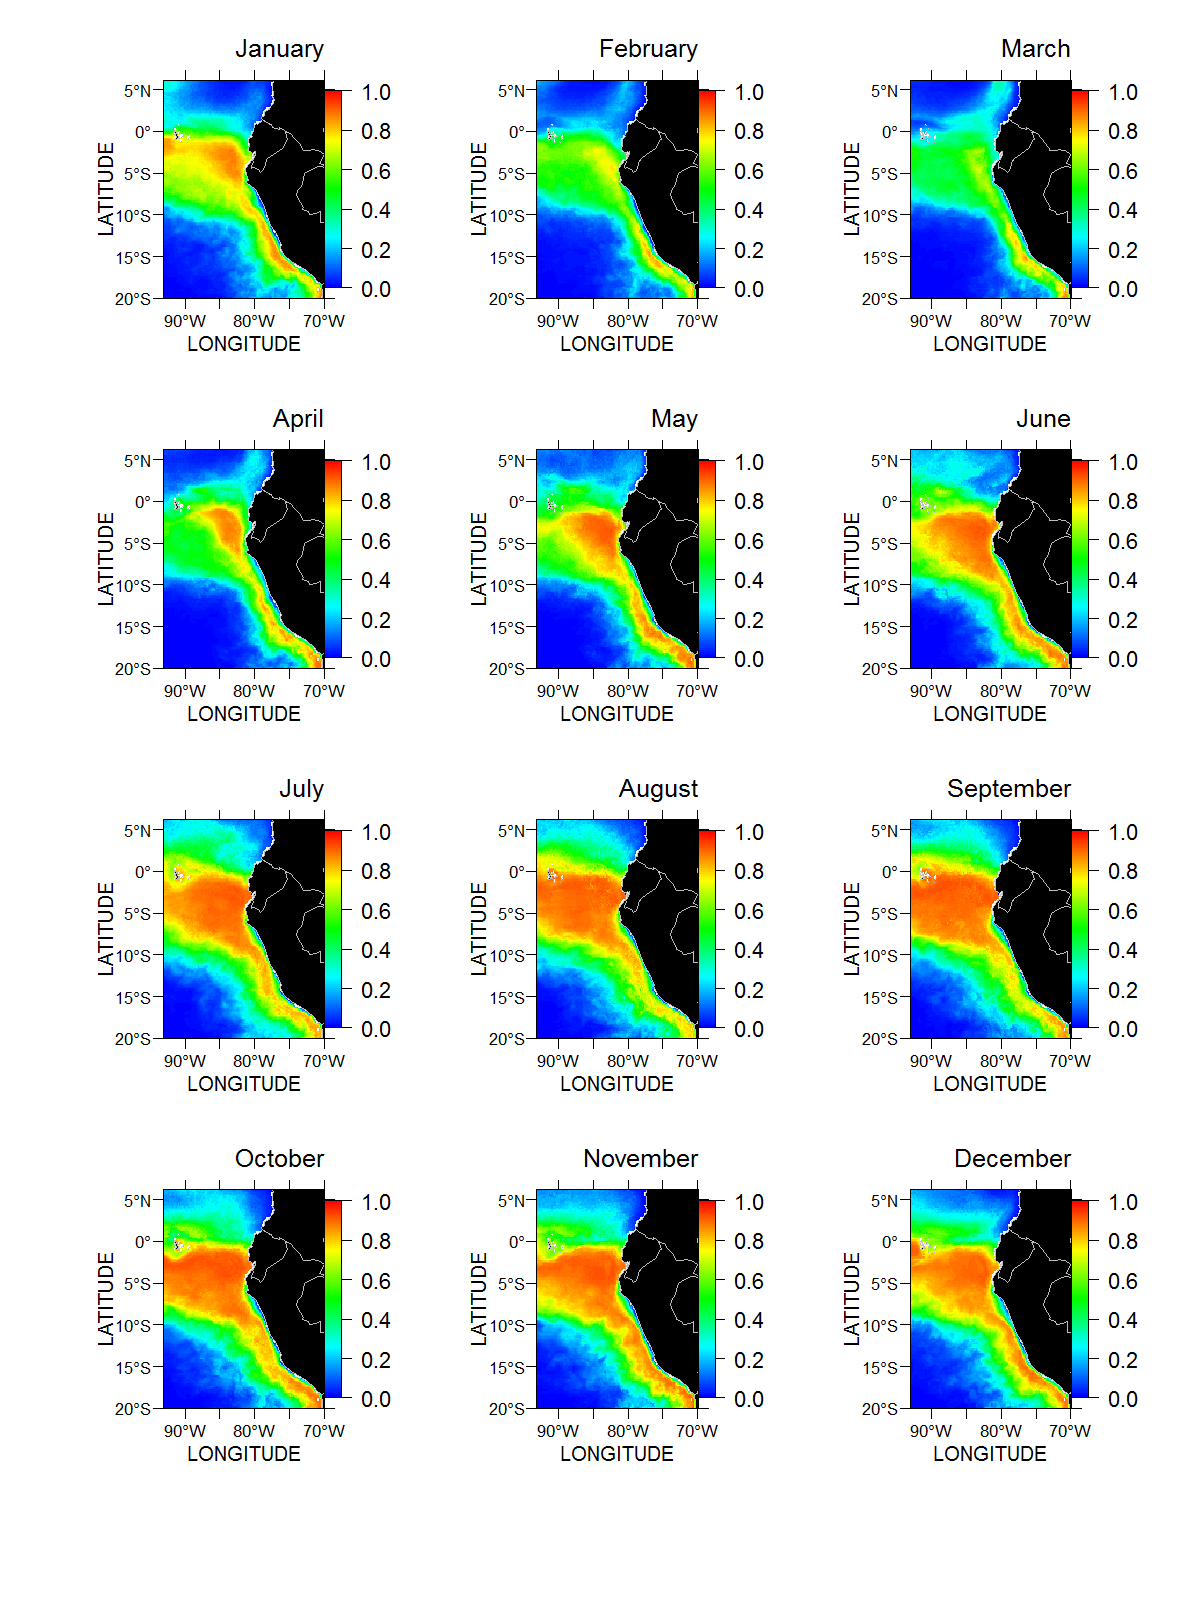 January
February
March
LATITUDE
5°N
0°
5°S
10°S
15°S
20°S
90°W 80°W 70°W
LONGITUDE
1.0
0.8
0.6
0.4
0.2
0.0
LATITUDE
5°N
0°
5°S
10°S
15°S
20°S
90°W 80°W 70°W
LONGITUDE
1.0
0.8
0.6
0.4
0.2
0.0
LATITUDE
5°N
0°
5°S
10°S
15°S
20°S
90°W 80°W 70°W
LONGITUDE
1.0
0.8
0.6
0.4
0.2
0.0
April
May
June
LATITUDE
5°N
0°
5°S
10°S
15°S
20°S
90°W 80°W 70°W
LONGITUDE
1.0
0.8
0.6
0.4
0.2
0.0
LATITUDE
5°N
0°
5°S
10°S
15°S
20°S
90°W 80°W 70°W
LONGITUDE
1.0
0.8
0.6
0.4
0.2
0.0
LATITUDE
5°N
0°
5°S
10°S
15°S
20°S
90°W 80°W 70°W
LONGITUDE
1.0
0.8
0.6
0.4
0.2
0.0
July
August
September
LATITUDE
5°N
0°
5°S
10°S
15°S
20°S
90°W 80°W 70°W
LONGITUDE
1.0
0.8
0.6
0.4
0.2
0.0
LATITUDE
5°N
0°
5°S
10°S
15°S
20°S
90°W 80°W 70°W
LONGITUDE
1.0
0.8
0.6
0.4
0.2
0.0
LATITUDE
5°N
0°
5°S
10°S
15°S
20°S
90°W 80°W 70°W
LONGITUDE
1.0
0.8
0.6
0.4
0.2
0.0
October
November
December
LATITUDE
5°N
0°
5°S
10°S
15°S
20°S
90°W 80°W 70°W
LONGITUDE
1.0
0.8
0.6
0.4
0.2
0.0
LATITUDE
5°N
0°
5°S
10°S
15°S
20°S
90°W 80°W 70°W
LONGITUDE
1.0
0.8
0.6
0.4
0.2
0.0
LATITUDE
5°N
0°
5°S
10°S
15°S
20°S
90°W 80°W 70°W
LONGITUDE
1.0
0.8
0.6
0.4
0.2
0.0